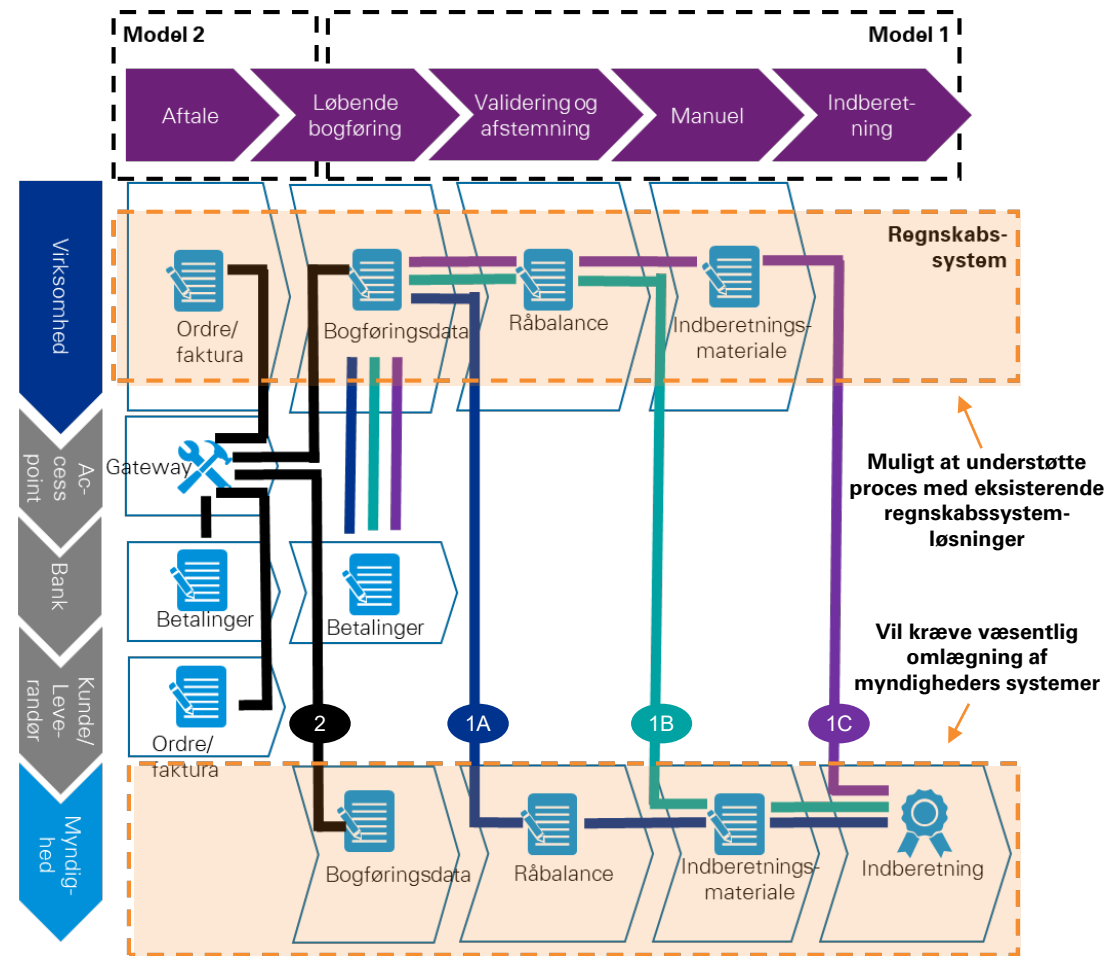 Model 2
Model 1
Aftale
Løbende
bogføring
Validering og
afstemning
Manuel
Indberet-
ning
Virksomhed
Regnskabs-
system
Ordre/
faktura
Bogføringsdata
Råbalance
Indberetnings-
materiale
Ac-
cess
point
Gateway
Muligt at understøtte
proces med eksisterende
regnskabssystem-
løsninger
Bank
Betalinger
Betalinger
Vil kræve væsentlig
omlægning af
myndigheders systemer
Kunde/
Leve-
randør
Ordre/
faktura
2
1A
1B
1C
Myndig-
hed
Bogføringsdata
Råbalance
Indberetnings-
materiale
Indberetning